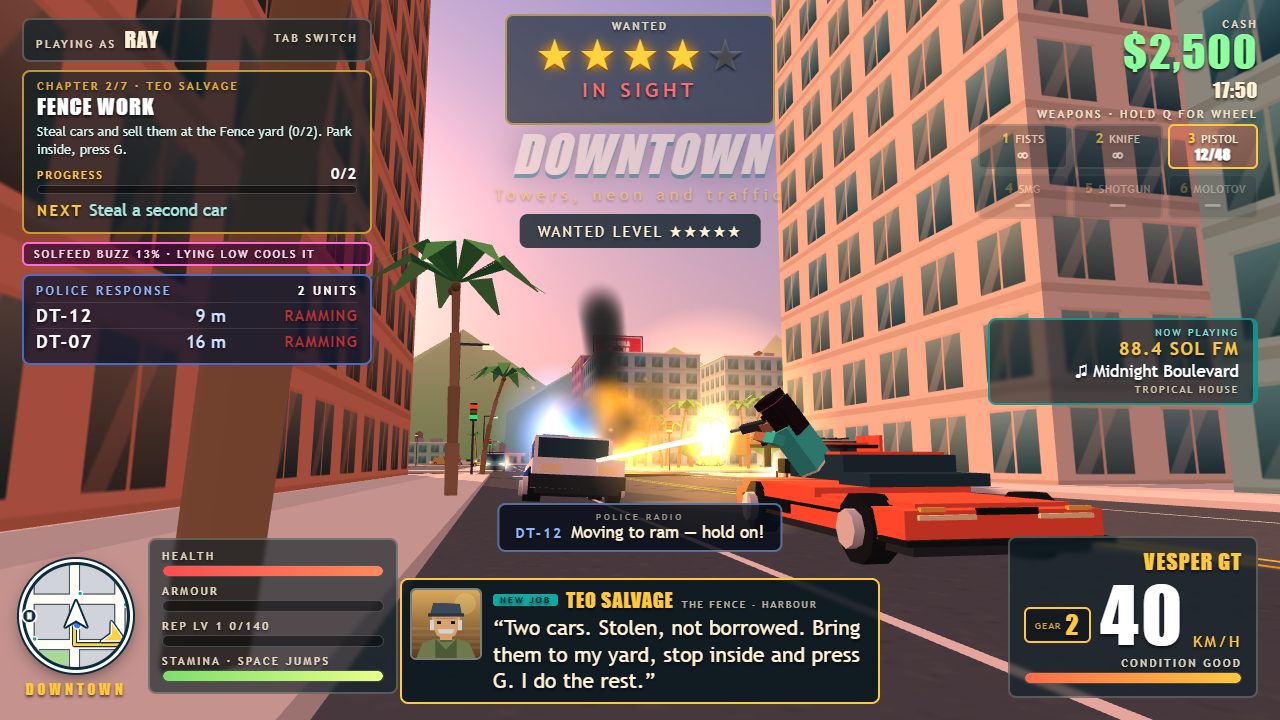 PLAYING AS RAY TAB SWITCH
CHAPTER 2/7 · TEO SALVAGE
FENCE WORK
Steal cars and sell them at the Fence yard (0/2). Park
inside, press G.
PROGRESS 0/2
NEXT Steal a second car
SOLFEED BUZZ 13% · LYING LOW COOLS IT
POLICE RESPONSE 2 UNITS
DT-12 9 m RAMMING
DT-07 16 m RAMMING
WANTED
IN SIGHT
DOWNTOWN
Towers, neon and traffic
WANTED LEVEL ★★★★★
CASH
$2,500
17:50
WEAPONS · HOLD Q FOR WHEEL
1 FISTS ∞
2 KNIFE ∞
3 PISTOL 12/48
4 SMG —
5 SHOTGUN —
6 MOLOTOV —
NOW PLAYING
88.4 SOL FM
♫ Midnight Boulevard
TROPICAL HOUSE
POLICE RADIO
DT-12 Moving to ram — hold on!
HEALTH
ARMOUR
REP LV 1 0/140
STAMINA · SPACE JUMPS
DOWNTOWN
NEW JOB TEO SALVAGE THE FENCE · HARBOUR
“Two cars. Stolen, not borrowed. Bring
them to my yard, stop inside and press
G. I do the rest.”
VESPER GT
GEAR 2 40 KM/H
CONDITION GOOD